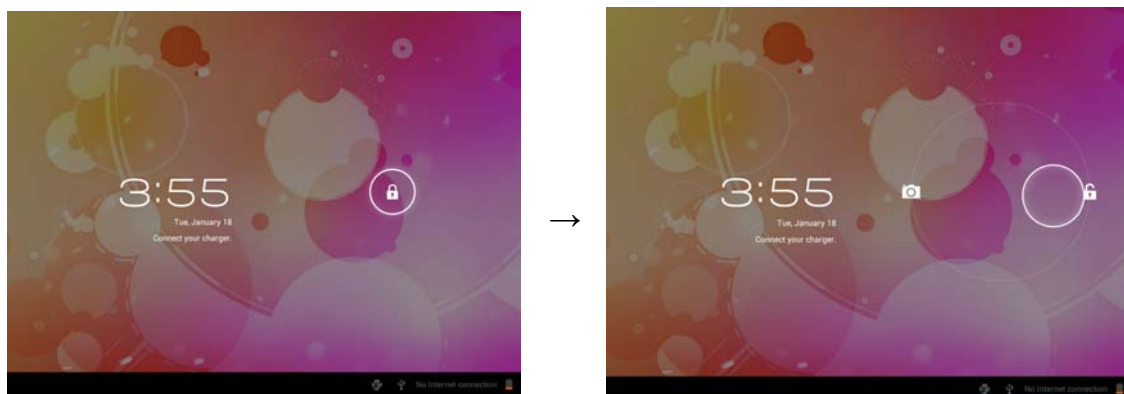 3:55
Tue, January 18
Connect your charger.
No Internet connection
→
3:55
Tue, January 18
Connect your charger.
No Internet connection